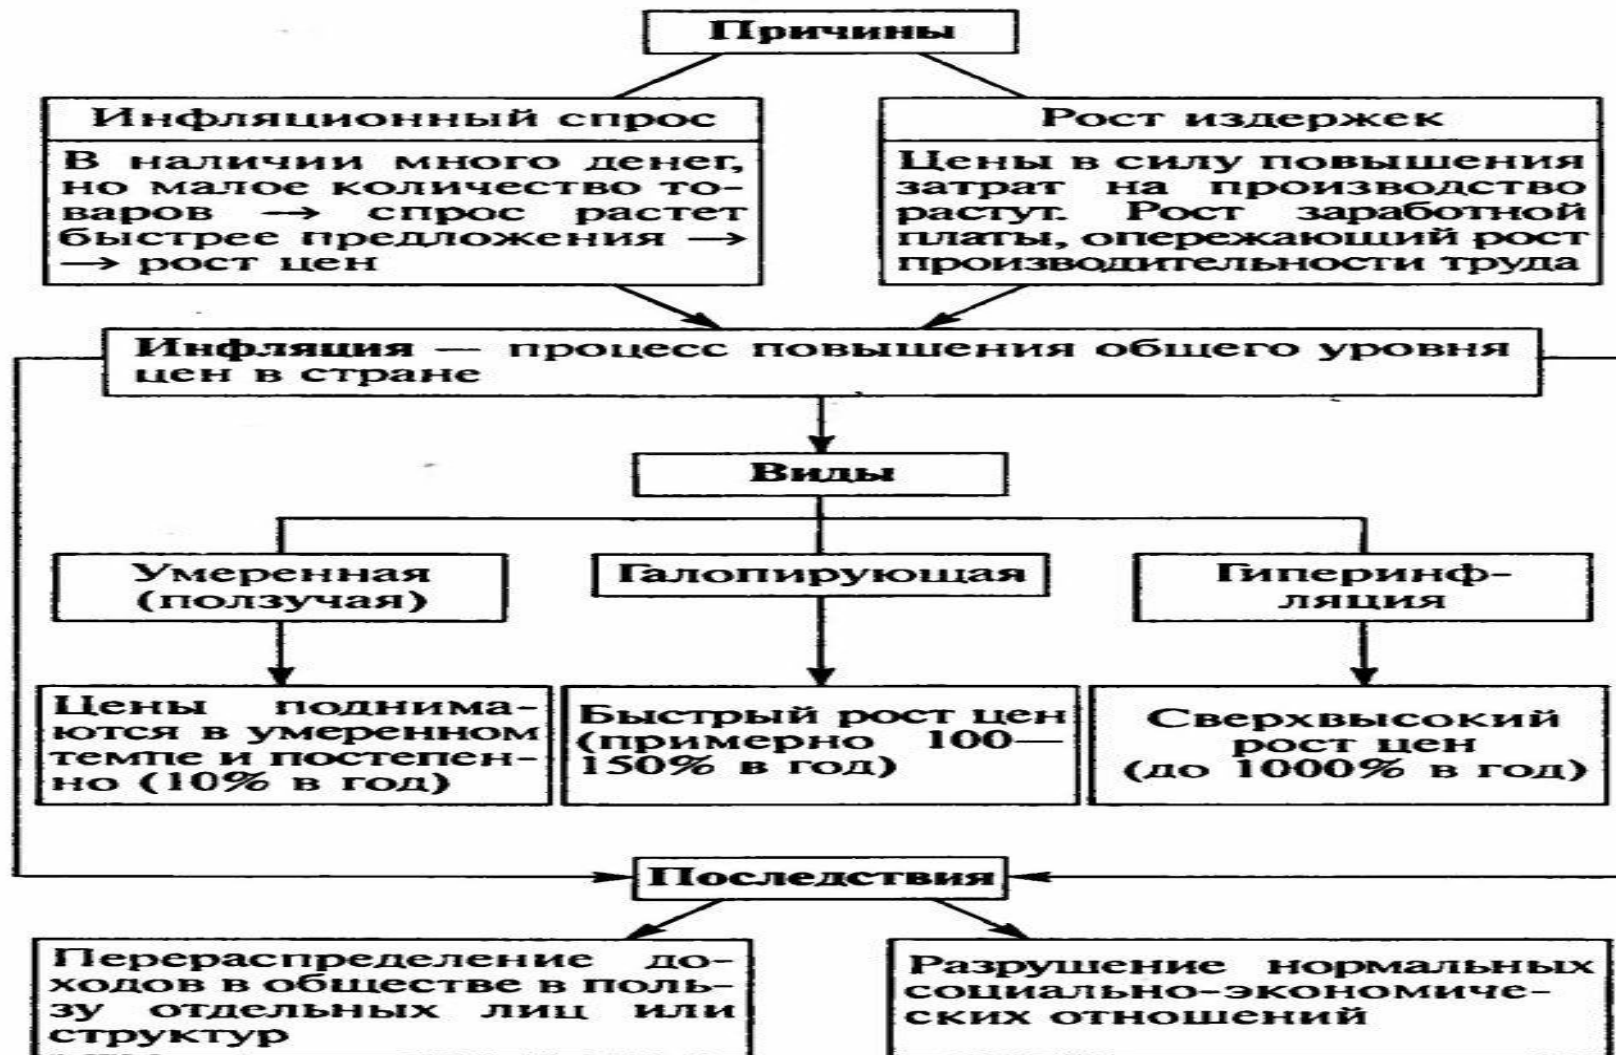 Причины
Инфляционный спрос
В наличии много денег,
но малое количество то-
варов → спрос растет
быстрее предложения →
→ рост цен
Рост издержек
Цены в силу повышения
затрат на производство
растут. Рост заработной
платы, опережающий рост
производительности труда
Инфляция — процесс повышения общего уровня
цен в стране
Виды
Умеренная
(ползучая)
Галопирующая
Гиперинф-
ляция
Цены поднима-
ются в умеренном
темпе и постепен-
но (10% в год)
Быстрый рост цен
(примерно 100—
150% в год)
Сверхвысокий
рост цен
(до 1000% в год)
Последствия
Перераспределение до-
ходов в обществе в поль-
зу отдельных лиц или
структур
Разрушение нормальных
социально-экономиче-
ских отношений